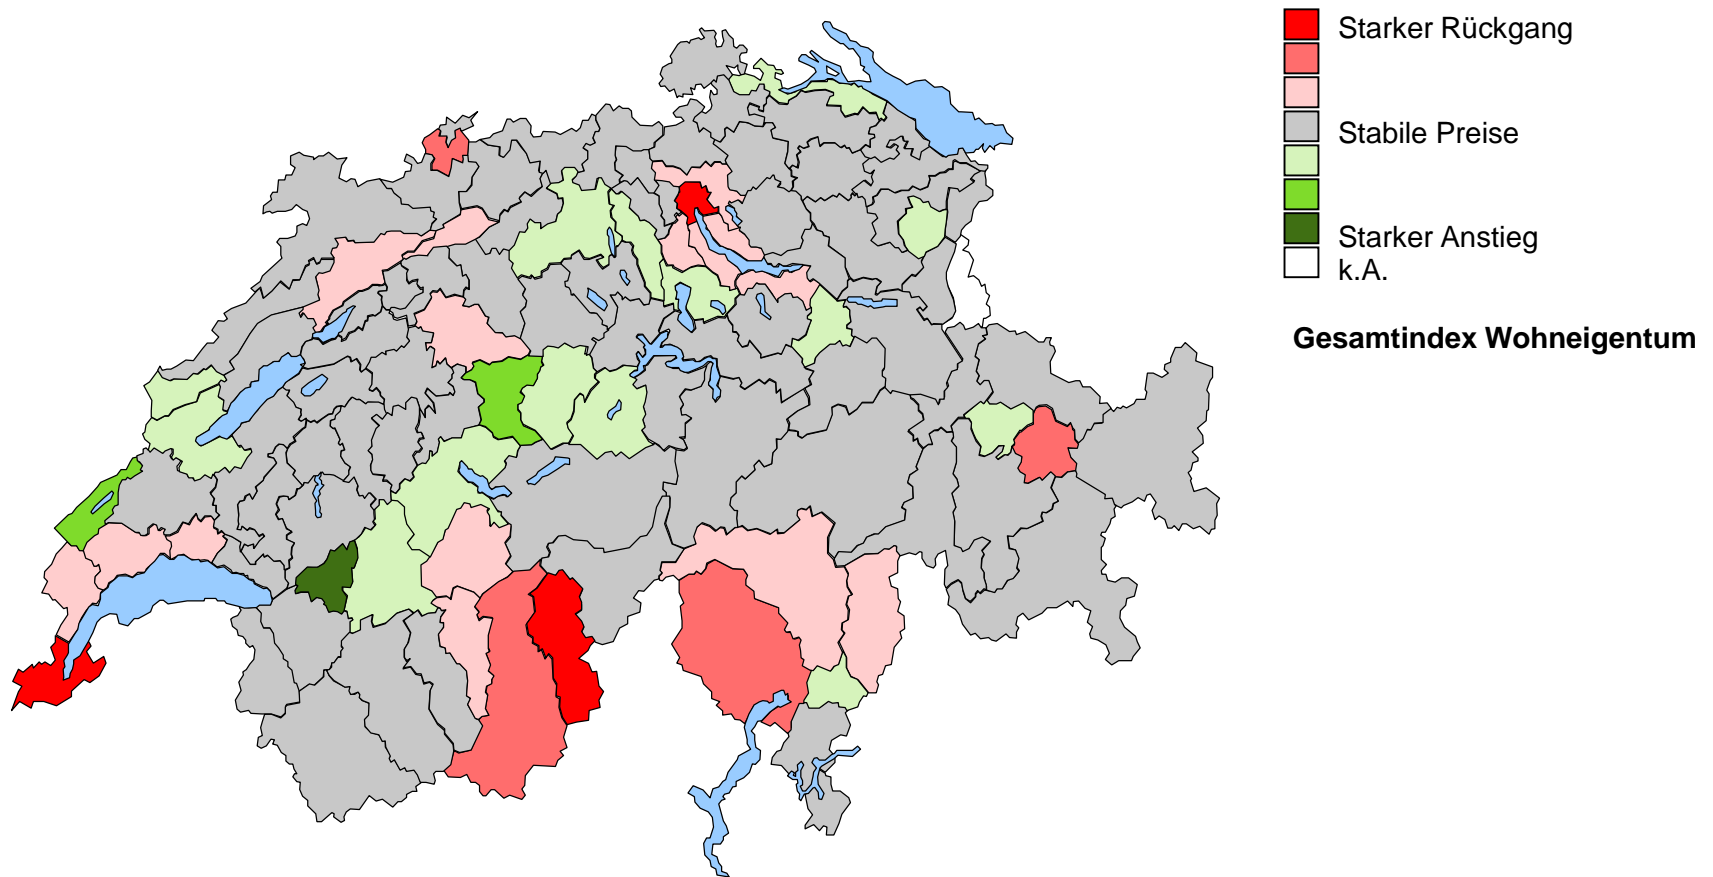 Starker Rückgang
Stabile Preise
Starker Anstieg
k.A.
Gesamtindex Wohneigentum